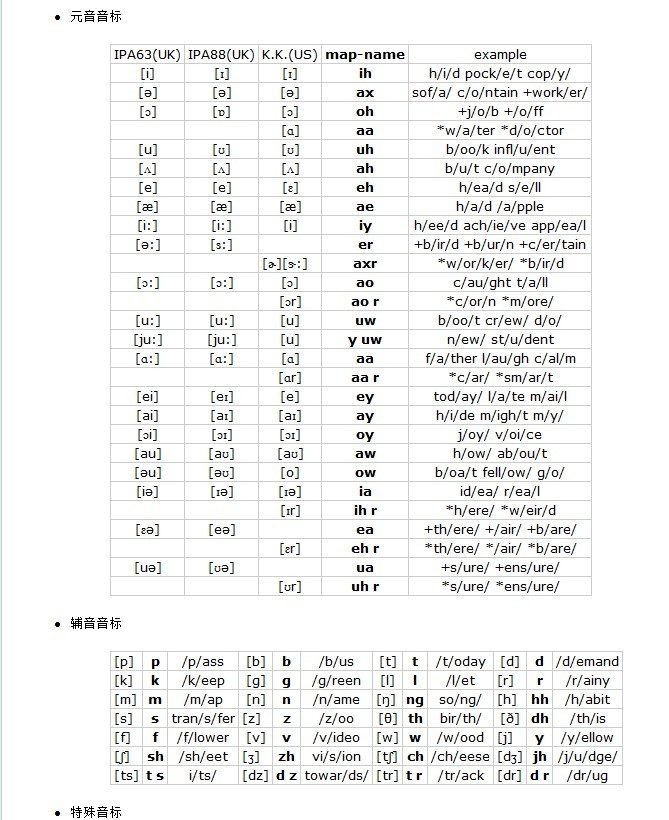 元音音标
IPA63(UK) IPA88(UK) K.K.(US) map-name example
[i] [ɪ] [ɪ] ih h/i/d pock/e/t cop/y/
[ə] [ə] [ə] ax sof/a/ c/o/ntain +work/er/
[ɔ] [ɒ] [ɔ] oh +j/o/b +/o/ff
[ɑ] aa *w/a/ter *d/o/ctor
[u] [ʊ] [ʊ] uh b/oo/k infl/u/ent
[ʌ] [ʌ] [ʌ] ah b/u/t c/o/mpany
[e] [e] [ɛ] eh h/ea/d s/e/ll
[æ] [æ] [æ] ae h/a/d /a/pple
[i:] [i:] [i] iy h/ee/d ach/ie/ve app/ea/l
[ə:] [ɜ:] er +b/ir/d +b/ur/n +c/er/tain
[ɚ][ɝ:] axr *w/or/k/er/ *b/ir/d
[ɔ:] [ɔ:] [ɔ] ao c/au/ght t/a/ll
[ɔr] ao r *c/or/n *m/ore/
[u:] [u:] [u] uw b/oo/t cr/ew/ d/o/
[ju:] [ju:] [ju] y uw n/ew/ st/u/dent
[ɑ:] [ɑ:] [ɑ] aa f/a/ther l/au/gh c/al/m
[ɑr] aa r *c/ar/ *sm/ar/t
[ei] [eɪ] [e] ey tod/ay/ l/a/te m/ai/l
[ai] [aɪ] [aɪ] ay h/i/de m/igh/t m/y/
[ɔi] [ɔɪ] [ɔɪ] oy j/oy/ v/oi/ce
[au] [aʊ] [aʊ] aw h/ow/ ab/ou/t
[əu] [əʊ] [o] ow b/oa/t fell/ow/ g/o/
[iə] [ɪə] [ɪə] ia id/ea/ r/ea/l
[ɪr] ih r *h/ere/ *w/eir/d
[ɛə] [eə] ea +th/ere/ +/air/ +b/are/
[ɛr] eh r *th/ere/ */air/ *b/are/
[uə] [ʊə] ua +s/ure/ +ens/ure/
[ʊr] uh r *s/ure/ *ens/ure/
辅音音标
[p] p /p/ass [b] b /b/us [t] t /t/oday [d] d /d/emand
[k] k /k/eep [g] g /g/reen [l] l /l/et [r] r /r/ainy
[m] m /m/ap [n] n /n/ame [ŋ] ng so/ng/ [h] hh /h/abit
[s] s tran/s/fer [z] z /z/oo [θ] th bir/th/ [ð] dh /th/is
[f] f /f/lower [v] v /v/ideo [w] w /w/ood [j] y /y/ellow
[ʃ] sh /sh/eet [ʒ] zh vi/s/ion [tʃ] ch /ch/eese [dʒ] jh /j/u/dge/
[ts] t s i/ts/ [dz] d z towar/ds/ [tr] t r /tr/ack [dr] d r /dr/ug
特殊音标